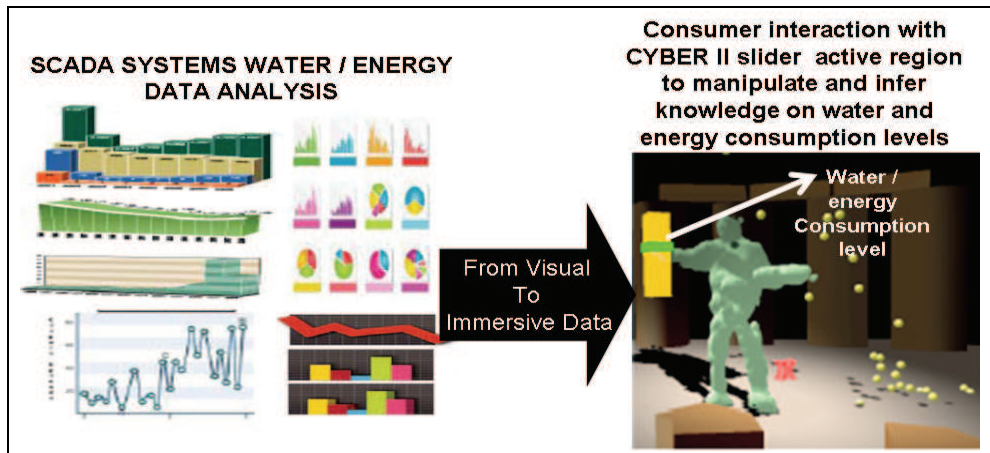 SCADA SYSTEMS WATER / ENERGY
DATA ANALYSIS
From Visual
To
Immersive Data
Consumer interaction with
CYBER II slider active region
to manipulate and infer
knowledge on water and
energy consumption levels
Water /
energy
Consumption
level